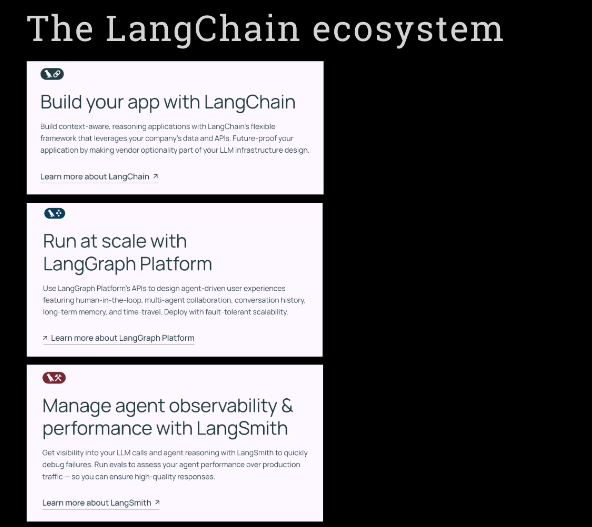 The LangChain ecosystem
Build your app with LangChain
Build context-aware, reasoning applications with LangChain's flexible
framework that leverages your company's data and APIs. Future-proof your
application by making vendor optionality part of your LLM infrastructure design.
Learn more about LangChain ↗
Run at scale with
LangGraph Platform
Use LangGraph Platform's APIs to design agent-driven user experiences
featuring human-in-the-loop, multi-agent collaboration, conversation history,
long-term memory, and time-travel. Deploy with fault-tolerant scalability.
↗ Learn more about LangGraph Platform
Manage agent observability &
performance with LangSmith
Get visibility into your LLM calls and agent reasoning with LangSmith to quickly
debug failures. Run evals to assess your agent performance over production
traffic — so you can ensure high-quality responses.
Learn more about LangSmith ↗